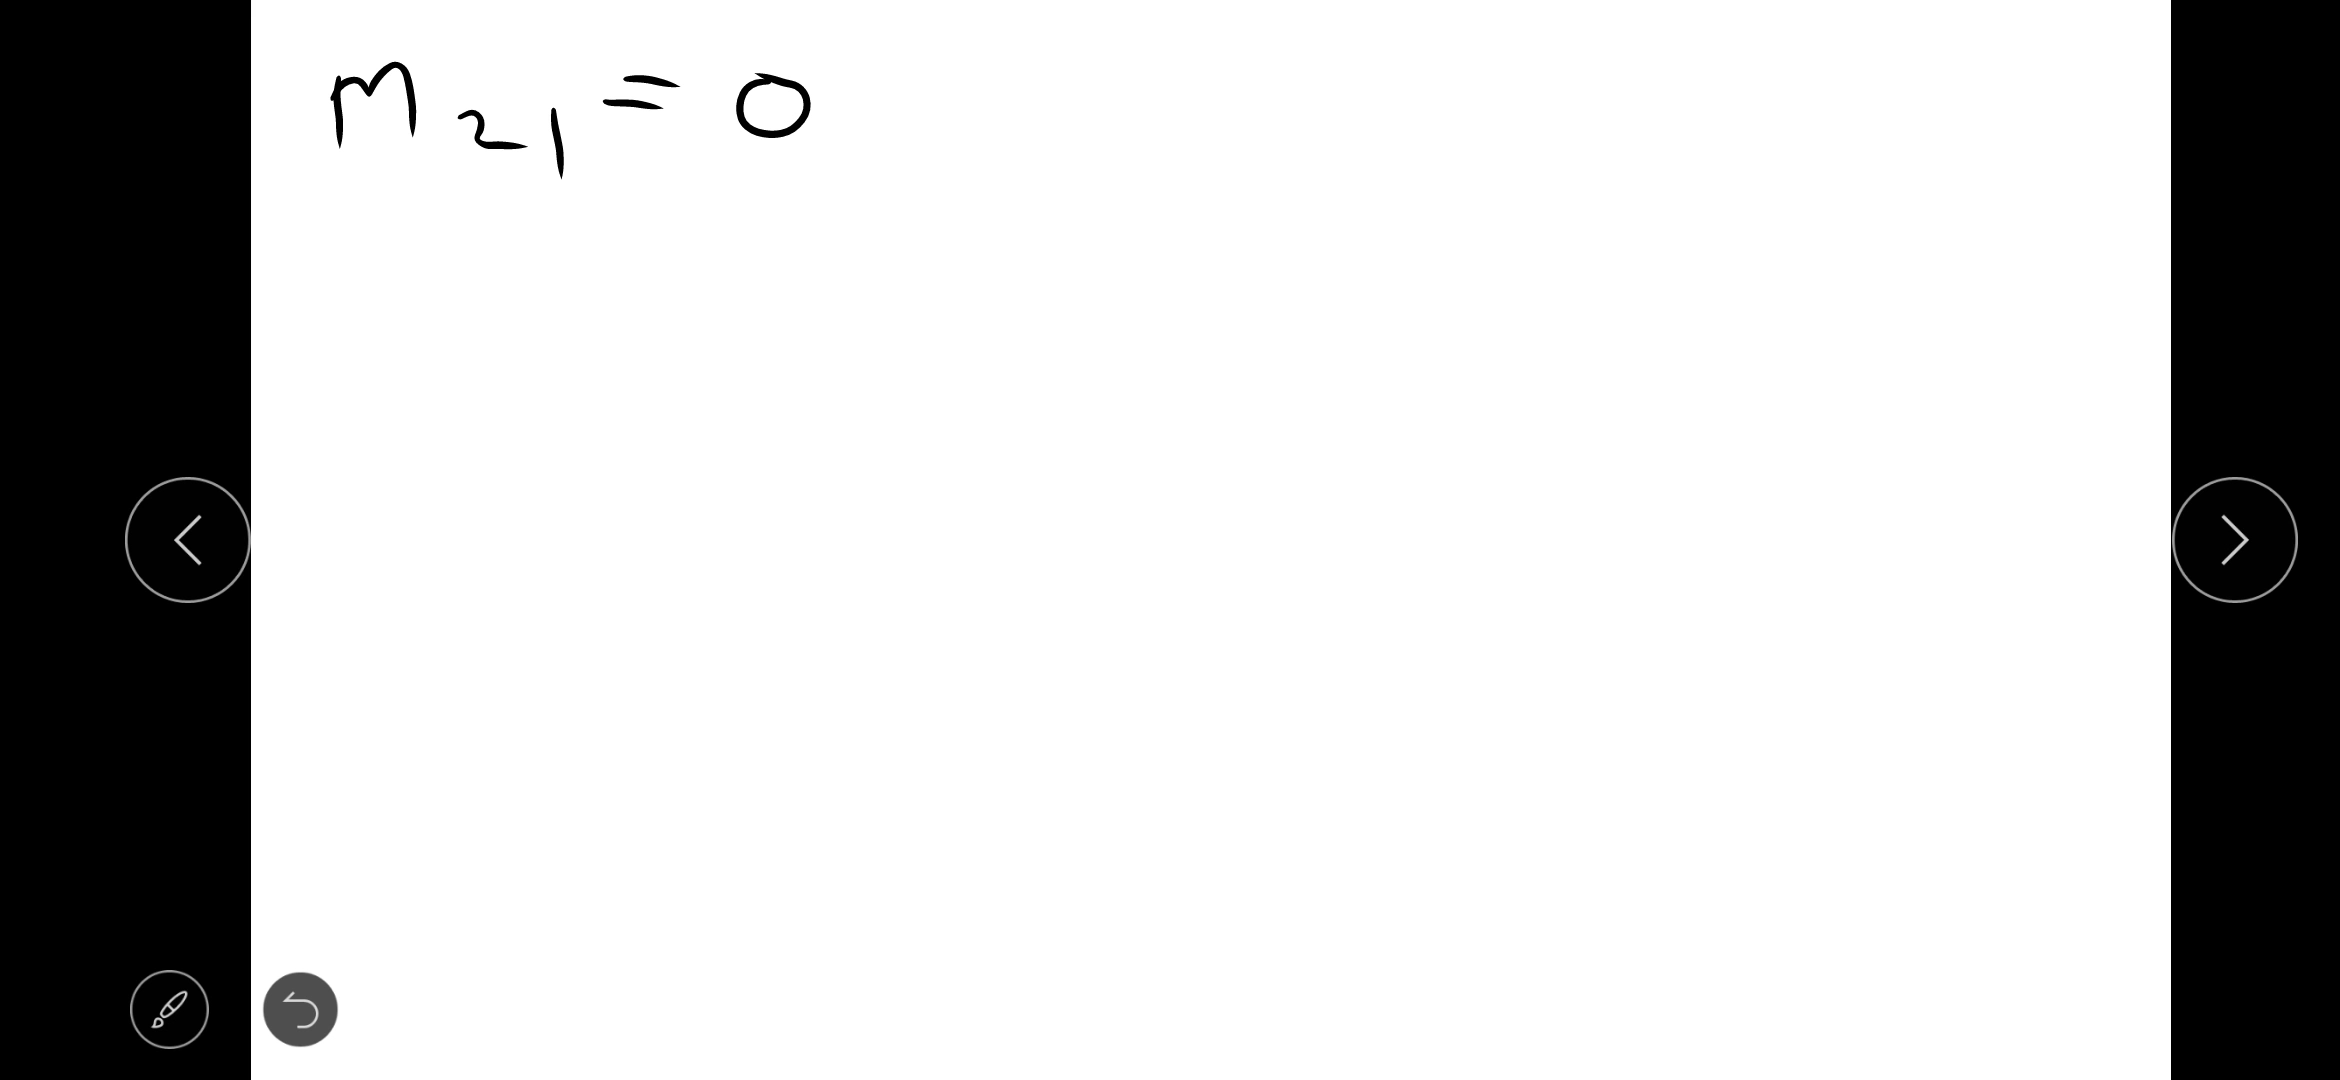 m₂₁ = 0